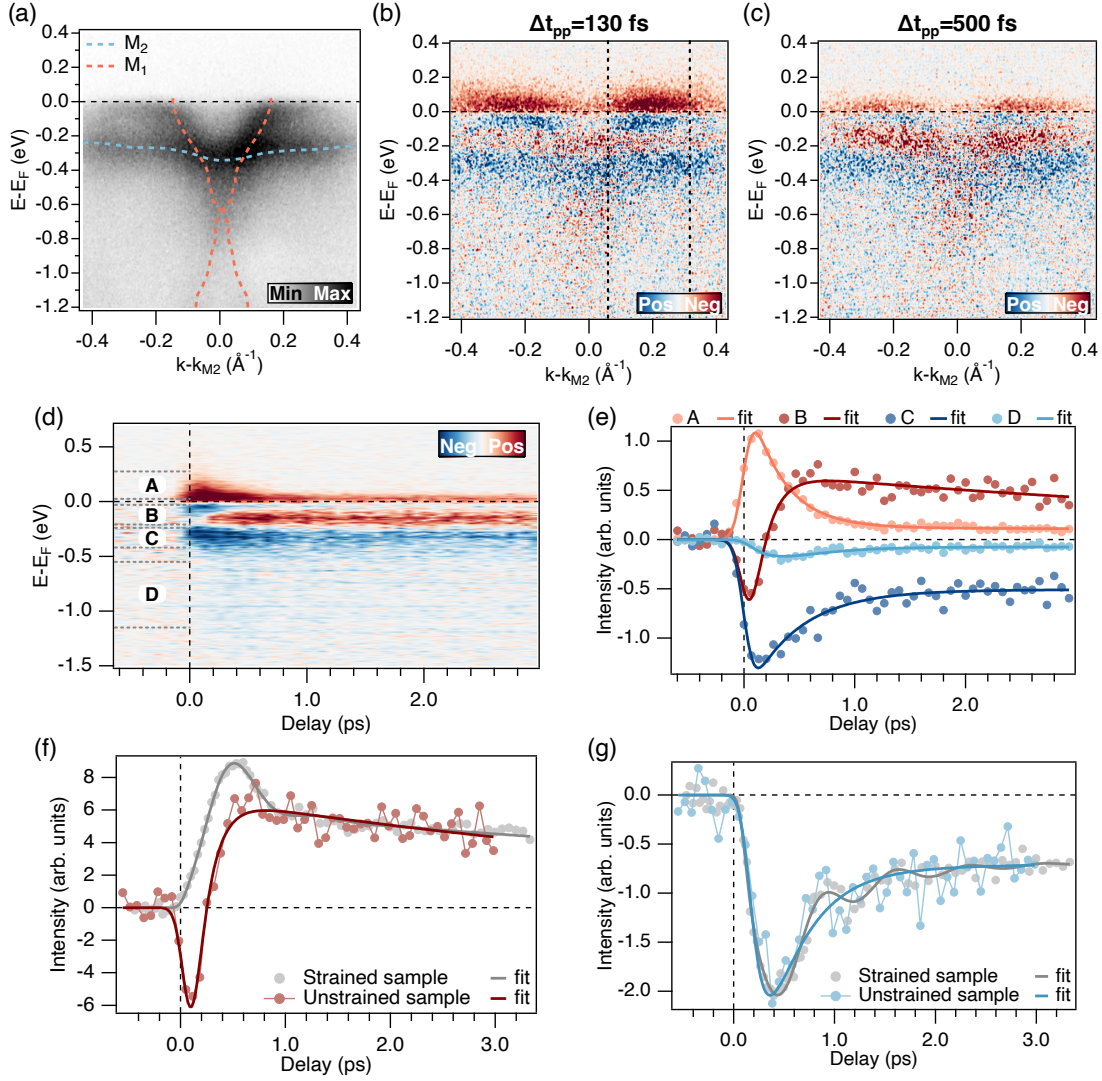 (a)
M2
M1
0.4
0.2
0.0
-0.2
-0.4
-0.6
-0.8
-1.0
-1.2
E-EF (eV)
Min Max
-0.4 -0.2 0.0 0.2 0.4
k-kM2 (Å-1)
(b)
Δtpp=130 fs
0.4
0.2
0.0
-0.2
-0.4
-0.6
-0.8
-1.0
-1.2
E-EF (eV)
Pos Neg
-0.4 -0.2 0.0 0.2 0.4
k-kM2 (Å-1)
(c)
Δtpp=500 fs
0.4
0.2
0.0
-0.2
-0.4
-0.6
-0.8
-1.0
-1.2
E-EF (eV)
Pos Neg
-0.4 -0.2 0.0 0.2 0.4
k-kM2 (Å-1)
(d)
Neg Pos
0.5
0.0
-0.5
-1.0
-1.5
E-EF (eV)
A
B
C
D
0.0 1.0 2.0
Delay (ps)
(e)
A fit B fit C fit D fit
1.0
0.5
0.0
-0.5
-1.0
Intensity (arb. units)
0.0 1.0 2.0
Delay (ps)
(f)
8
6
4
2
0
-2
-4
-6
Intensity (arb. units)
Strained sample fit
Unstrained sample fit
0.0 1.0 2.0 3.0
Delay (ps)
(g)
0.0
-0.5
-1.0
-1.5
-2.0
Intensity (arb. units)
Strained sample fit
Unstrained sample fit
0.0 1.0 2.0 3.0
Delay (ps)